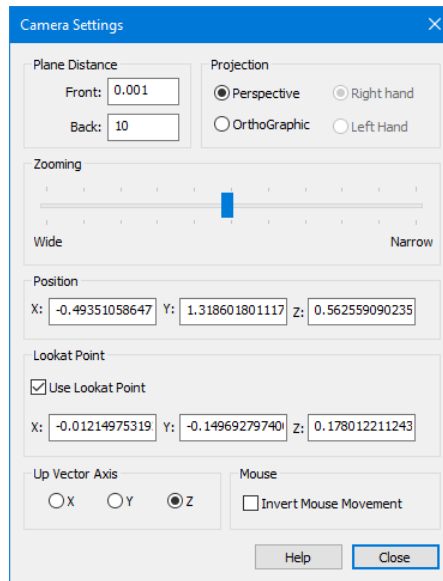 Camera Settings
Plane Distance
Front: 0.001
Back: 10
Projection
Perspective Right hand
OrthoGraphic Left Hand
Zooming
Wide Narrow
Position
X: -0.49351058647 Y: 1.318601801117 Z: 0.562559090235
Lookat Point
Use Lookat Point
X: -0.01214975319 Y: -0.1496927974 Z: 0.178012211243
Up Vector Axis
X Y Z
Mouse
Invert Mouse Movement
Help Close